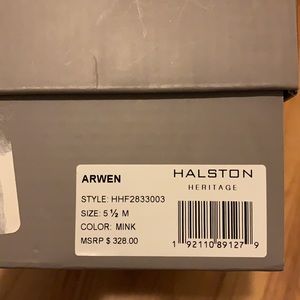 ARWEN
HALSTON
HERITAGE
STYLE: HHF2833003
SIZE: 5 ½ M
COLOR: MINK
MSRP $ 328.00
1 92110 89127 9